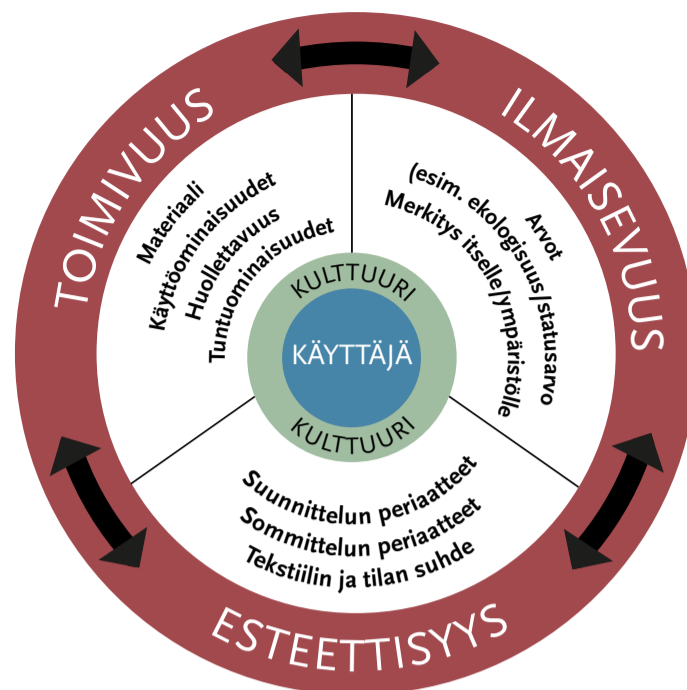 TOIMIVUUS
Materiaali
Käyttöominaisuudet
Huollettavuus
Tuntuominaisuudet
ILMAISEVUUS
Arvot
(esim. ekologisuus/statusarvo
Merkitys itselle/ympäristölle
KULTTUURI
KÄYTTÄJÄ
KULTTUURI
Suunnittelun periaatteet
Sommittelun periaatteet
Tekstiilin ja tilan suhde
ESTEETTISYYS